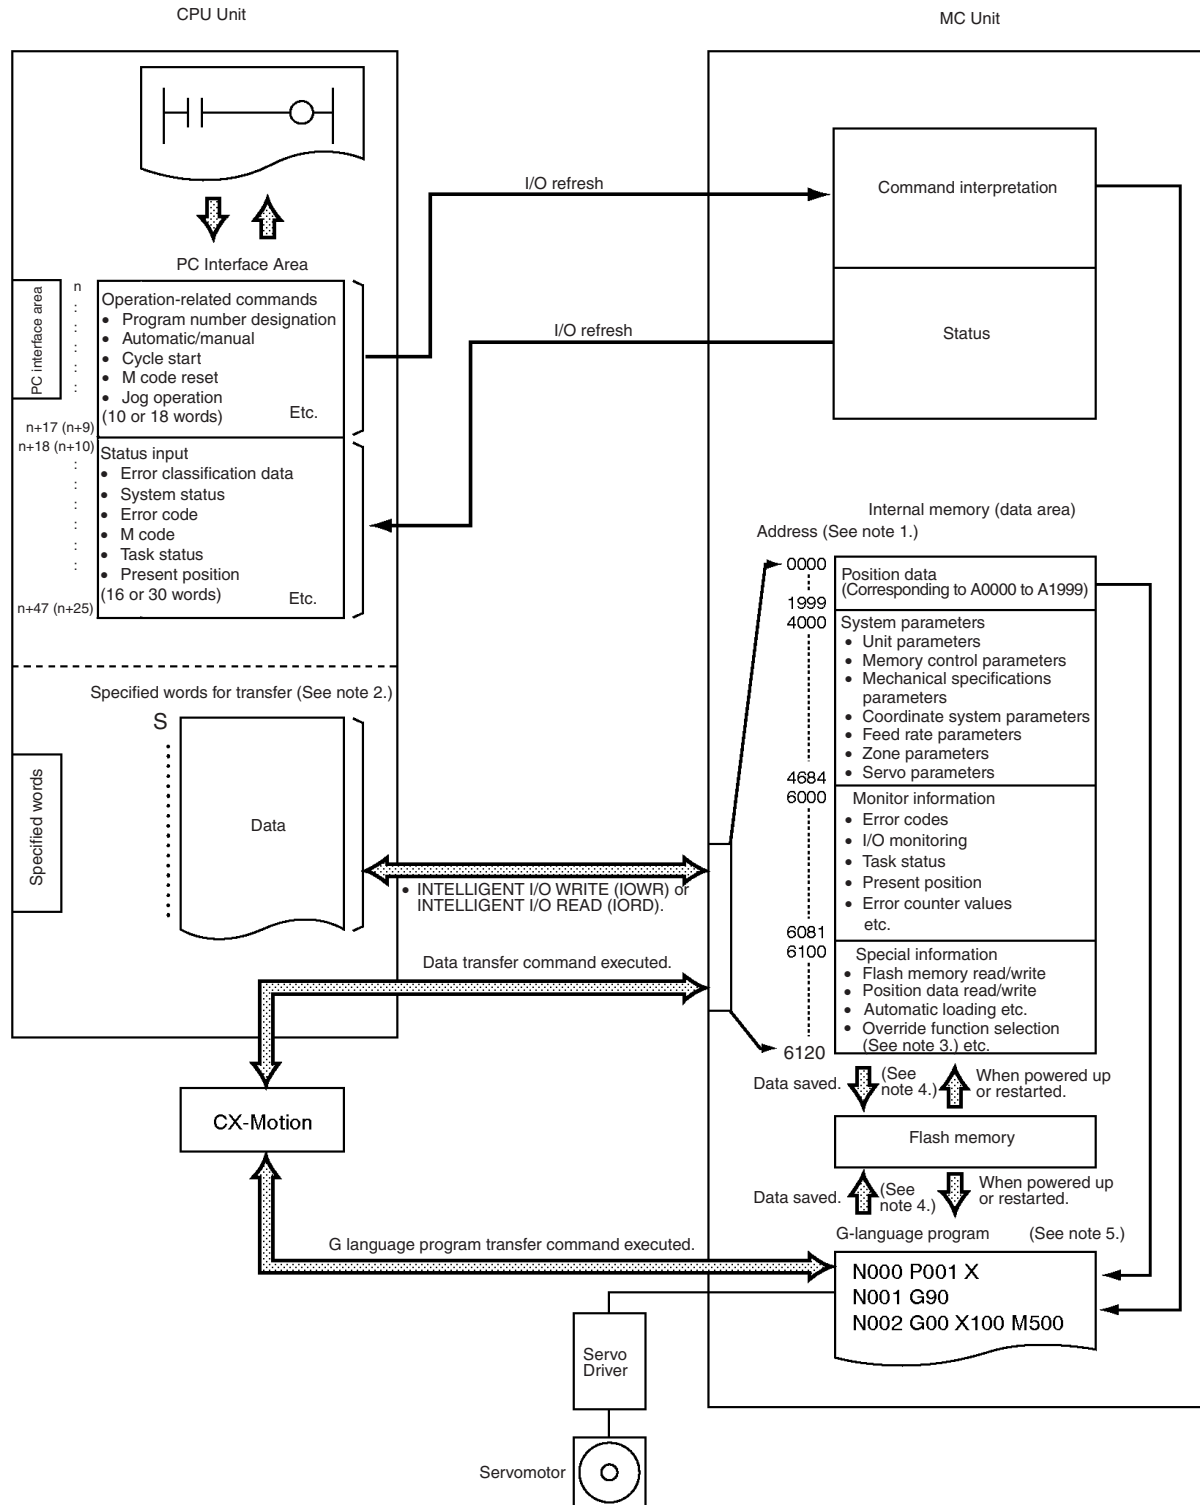 CPU Unit
MC Unit
I/O refresh
Command interpretation
PC Interface Area
PC interface area
n
:
:
:
:
:
:
Operation-related commands
• Program number designation
• Automatic/manual
• Cycle start
• M code reset
• Jog operation
(10 or 18 words)
Etc.
n+17 (n+9)
I/O refresh
Status
n+18 (n+10)
:
:
:
:
:
:
n+47 (n+25)
Status input
• Error classification data
• System status
• Error code
• M code
• Task status
• Present position
(16 or 30 words)
Etc.
Internal memory (data area)
Address (See note 1.)
0000
1999
Position data
(Corresponding to A0000 to A1999)
4000
4684
System parameters
• Unit parameters
• Memory control parameters
• Mechanical specifications
parameters
• Coordinate system parameters
• Feed rate parameters
• Zone parameters
• Servo parameters
6000
6081
Monitor information
• Error codes
• I/O monitoring
• Task status
• Present position
• Error counter values
etc.
6100
6120
Special information
• Flash memory read/write
• Position data read/write
• Automatic loading etc.
• Override function selection
(See note 3.) etc.
Specified words for transfer (See note 2.)
S
Specified words
Data
• INTELLIGENT I/O WRITE (IOWR) or
INTELLIGENT I/O READ (IORD).
Data transfer command executed.
CX-Motion
Data saved.
(See
note 4.)
When powered up
or restarted.
Flash memory
Data saved.
(See
note 4.)
When powered up
or restarted.
G-language program
(See note 5.)
G language program transfer command executed.
N000 P001 X
N001 G90
N002 G00 X100 M500
Servo
Driver
Servomotor